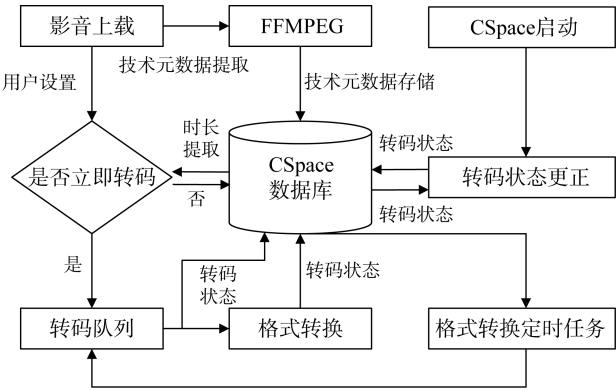 影音上载
FFMPEG
CSpace启动
技术元数据提取
用户设置
技术元数据存储
时长
提取
转码状态
是否立即转码
CSpace
数据库
转码状态更正
否
转码状态
是
转码
状态
转码状态
转码队列
格式转换
格式转换定时任务